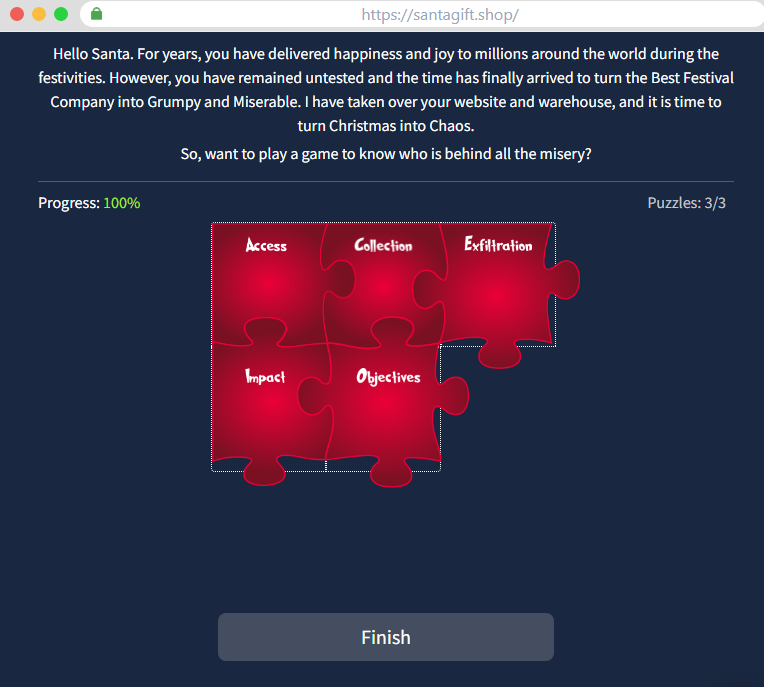 https://santagift.shop/
Hello Santa. For years, you have delivered happiness and joy to millions around the world during the
festivities. However, you have remained untested and the time has finally arrived to turn the Best Festival
Company into Grumpy and Miserable. I have taken over your website and warehouse, and it is time to
turn Christmas into Chaos.
So, want to play a game to know who is behind all the misery?
Progress: 100%
Puzzles: 3/3
Access
Collection
Exfiltration
Impact
Objectives
Finish